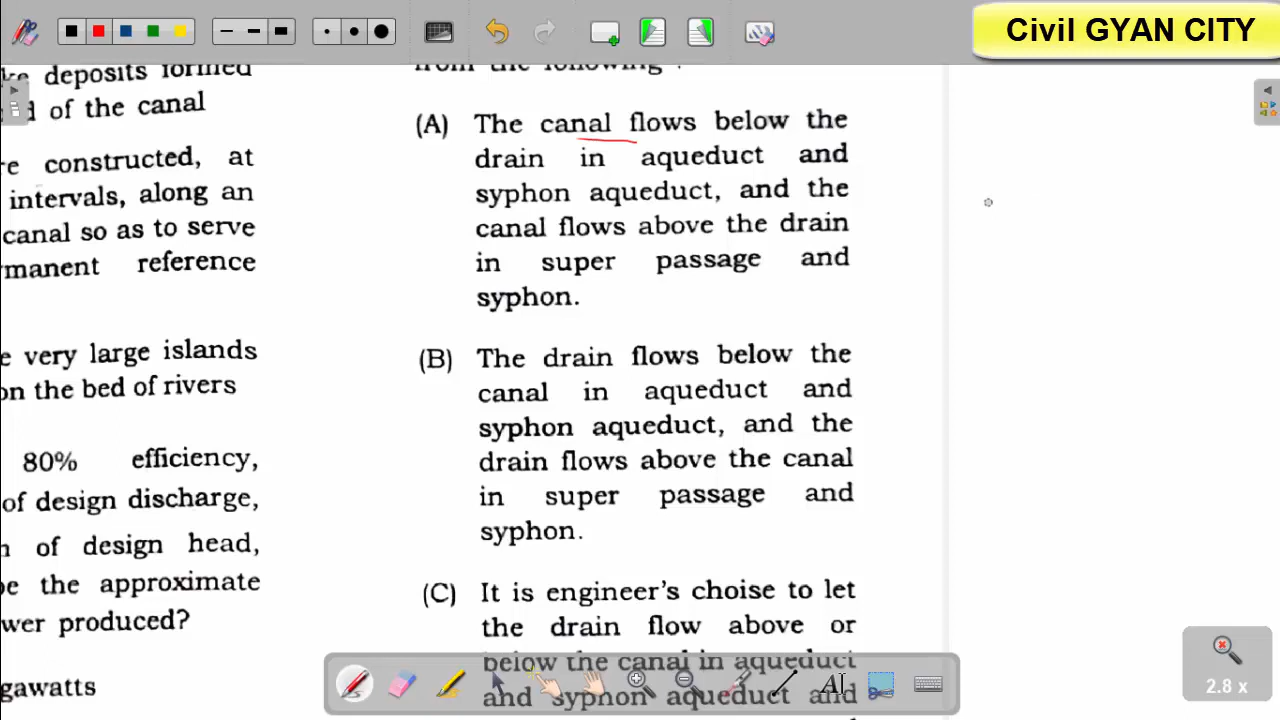 Civil GYAN CITY
deposits formed
of the canal
constructed, at
intervals, along an
canal so as to serve
reference
very large islands
on the bed of rivers
80% efficiency,
of design discharge,
of design head,
the approximate
produced?
from the following
(A) The canal flows below the
drain in aqueduct and
syphon aqueduct, and the
canal flows above the drain
in super passage and
syphon.
(B) The drain flows below the
canal in aqueduct and
syphon aqueduct, and the
drain flows above the canal
in super passage and
syphon.
(C) It is engineer's choise to let
the drain flow above or
below the canal in aqueduct
and syphon aqueduct and
2.8 x